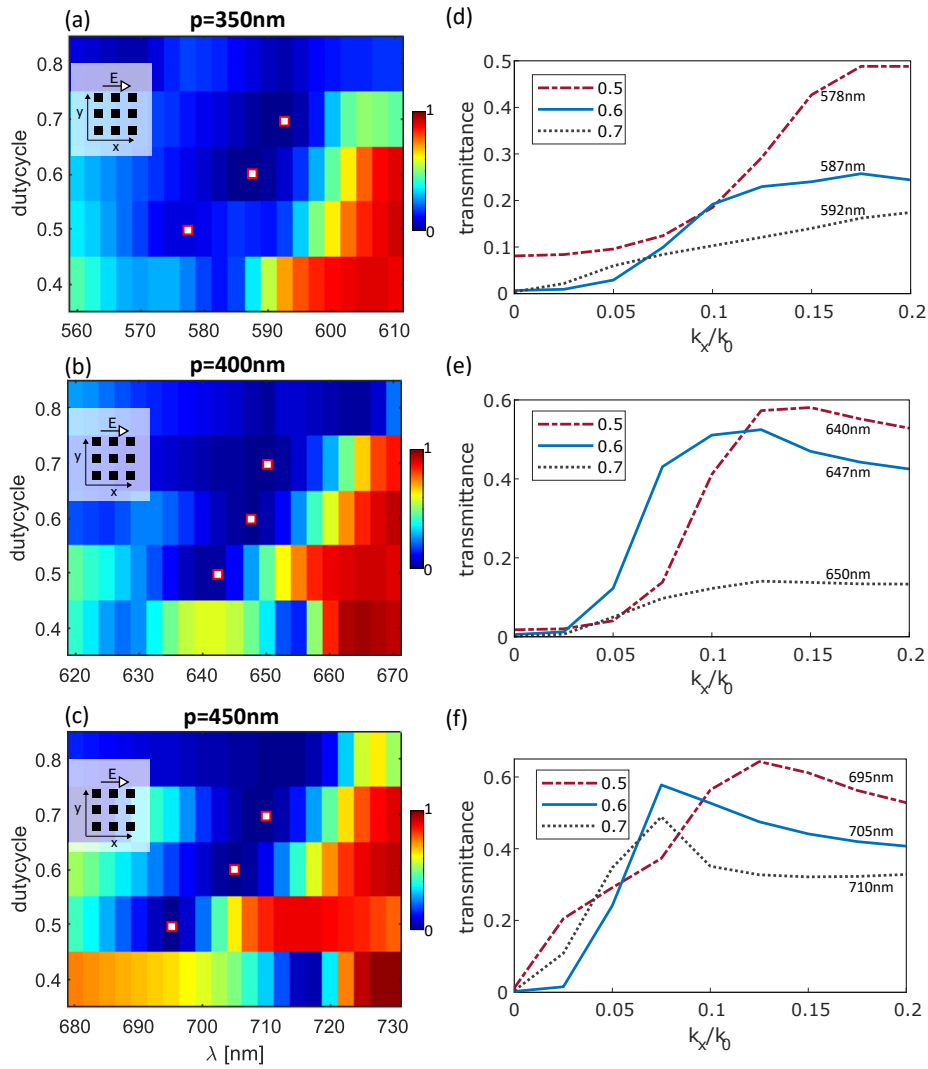 (a)
p=350nm
dutycycle
0.8
0.7
0.6
0.5
0.4
E
y
x
1
0
560 570 580 590 600 610
(d)
transmittance
0.5
0.4
0.3
0.2
0.1
0
0.5
0.6
0.7
578nm
587nm
592nm
0 0.05 0.1 0.15 0.2
kx/k0
(b)
p=400nm
dutycycle
0.8
0.7
0.6
0.5
0.4
E
y
x
1
0
620 630 640 650 660 670
(e)
transmittance
0.6
0.4
0.2
0
0.5
0.6
0.7
640nm
647nm
650nm
0 0.05 0.1 0.15 0.2
kx/k0
(c)
p=450nm
dutycycle
0.8
0.7
0.6
0.5
0.4
E
y
x
1
0
680 690 700 710 720 730
λ [nm]
(f)
transmittance
0.6
0.4
0.2
0
0.5
0.6
0.7
695nm
705nm
710nm
0 0.05 0.1 0.15 0.2
kx/k0